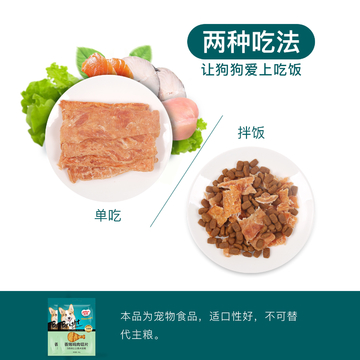 两种吃法
让狗狗爱上吃饭
拌饭
单吃
本品为宠物食品，适口性好，不可替
代主粮。